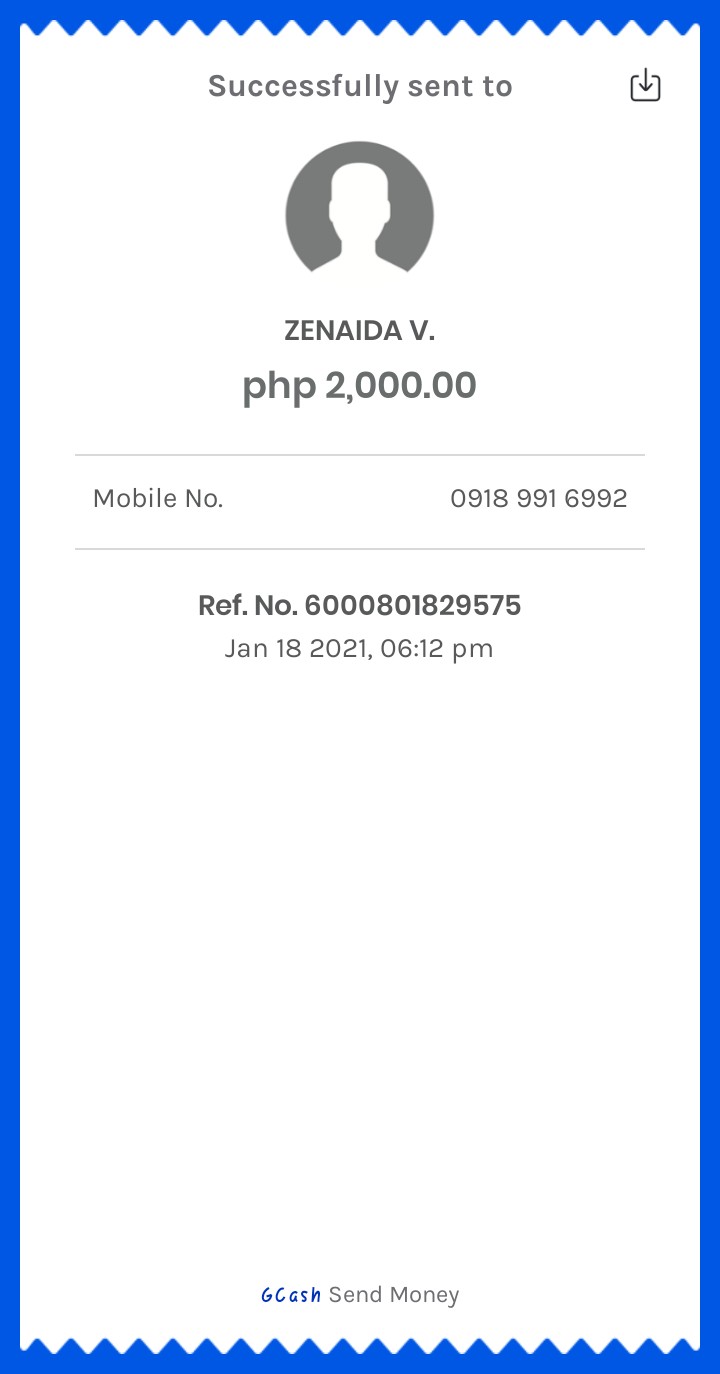 Successfully sent to
ZENAIDA V.
php 2,000.00
Mobile No. 0918 991 6992
Ref. No. 6000801829575
Jan 18 2021, 06:12 pm
GCash Send Money